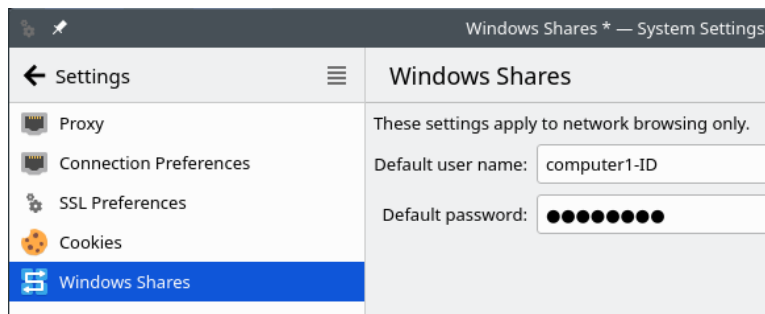 Windows Shares * — System Settings
Settings
Windows Shares
Proxy
Connection Preferences
SSL Preferences
Cookies
Windows Shares
These settings apply to network browsing only.
Default user name: computer1-ID
Default password: ●●●●●●●●